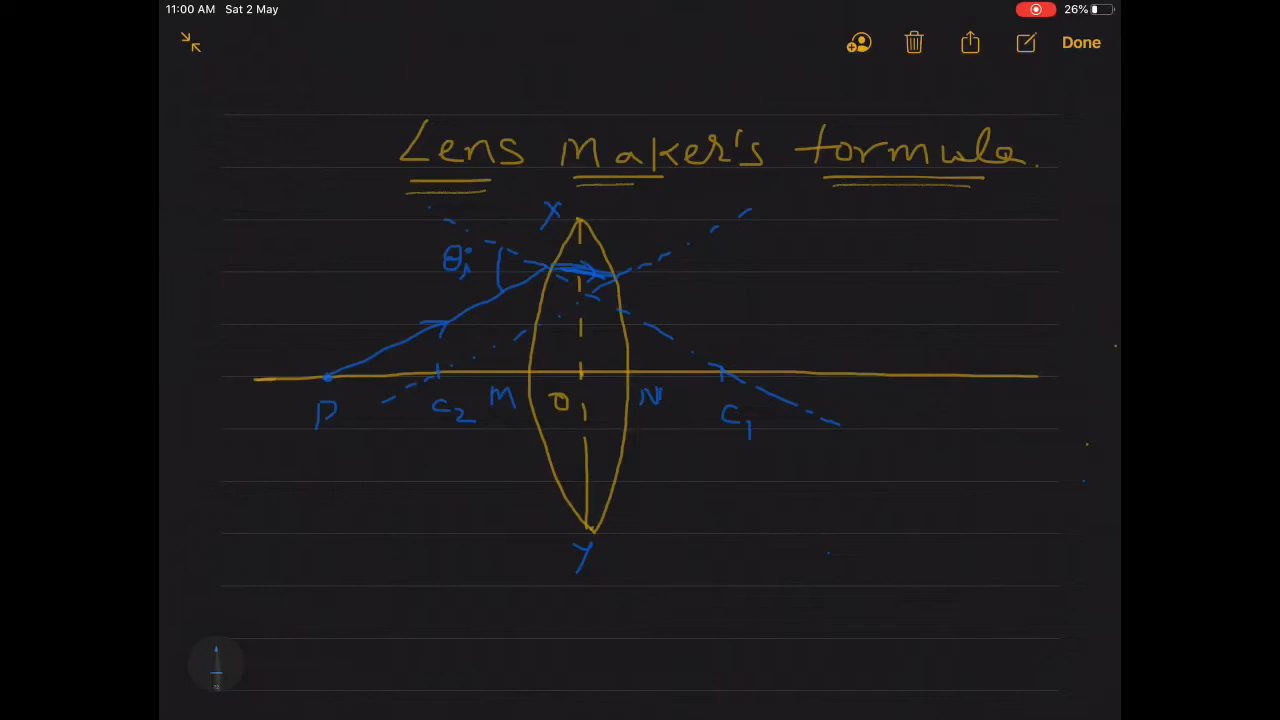 11:00 AM Sat 2 May
26%
Done
Lens Maker's formula.
X
θi
P
C2
M
O
N
C1
Y